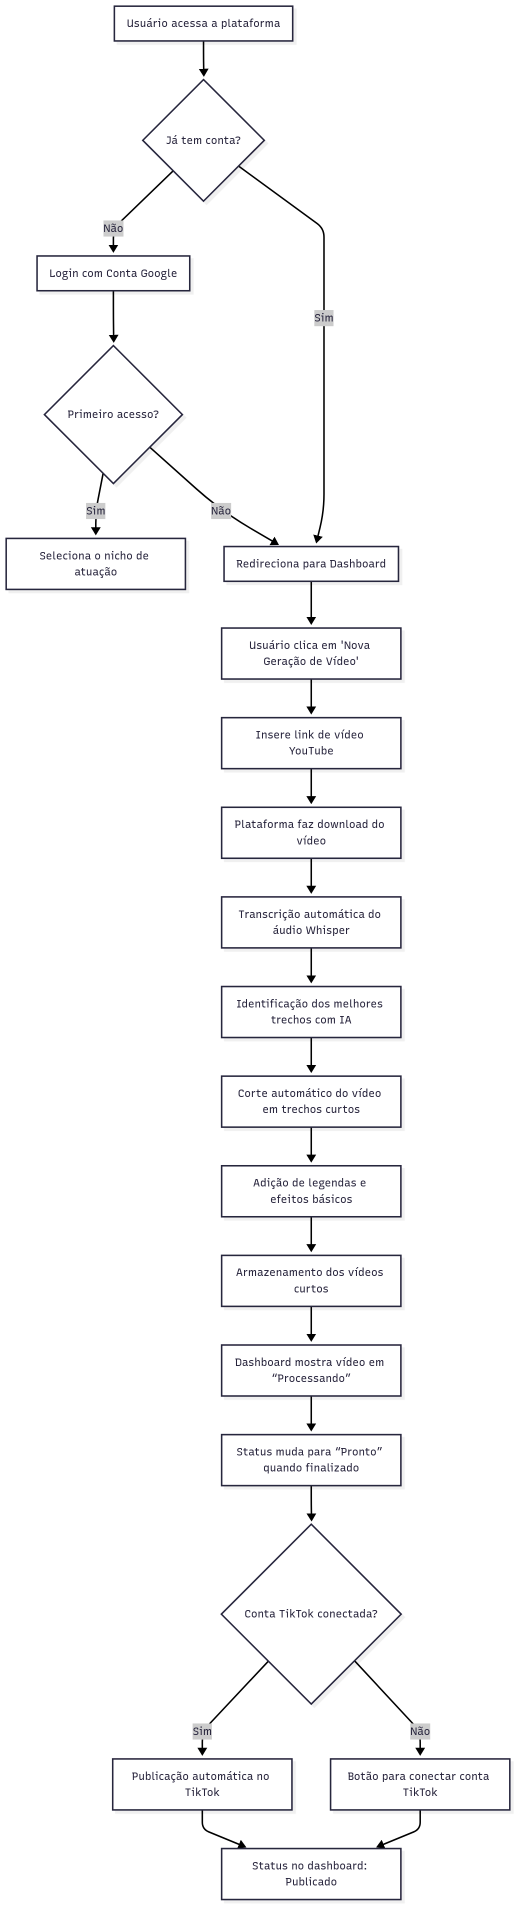 Usuário acessa a plataforma
Já tem conta?
Não
Login com Conta Google
Sim
Primeiro acesso?
Sim
Não
Seleciona o nicho de
atuação
Redireciona para Dashboard
Usuário clica em 'Nova
Geração de Vídeo'
Insere link de vídeo
YouTube
Plataforma faz download do
vídeo
Transcrição automática do
áudio Whisper
Identificação dos melhores
trechos com IA
Corte automático do vídeo
em trechos curtos
Adição de legendas e
efeitos básicos
Armazenamento dos vídeos
curtos
Dashboard mostra vídeo em
“Processando”
Status muda para “Pronto”
quando finalizado
Conta TikTok conectada?
Sim
Não
Publicação automática no
TikTok
Botão para conectar conta
TikTok
Status no dashboard:
Publicado